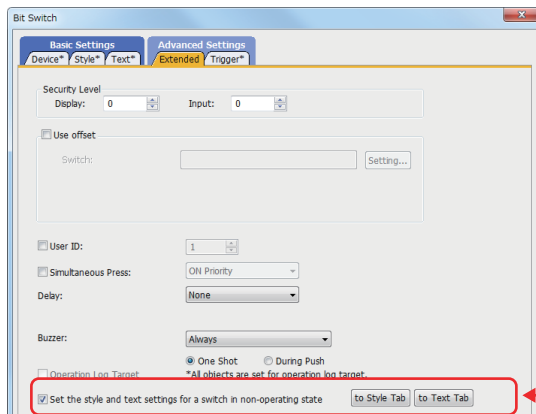 Bit Switch
Basic Settings Advanced Settings
Device* Style* Text* Extended Trigger*
Security Level
Display: 0 Input: 0
Use offset
Switch: Setting...
User ID: 1
Simultaneous Press: ON Priority
Delay: None
Buzzer: Always
One Shot During Push
Operation Log Target *All objects are set for operation log target.
Set the style and text settings for a switch in non-operating state to Style Tab to Text Tab